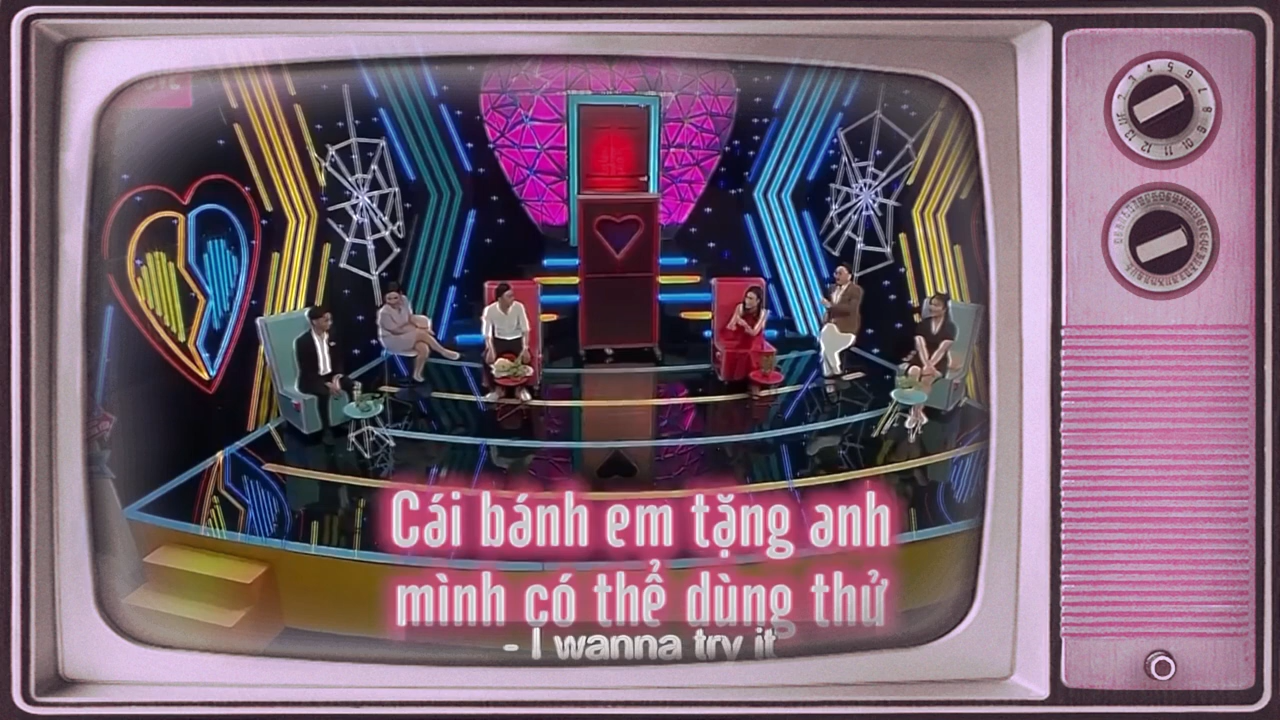 Cái bánh em tặng anh
mình có thể dùng thử
- I wanna try it